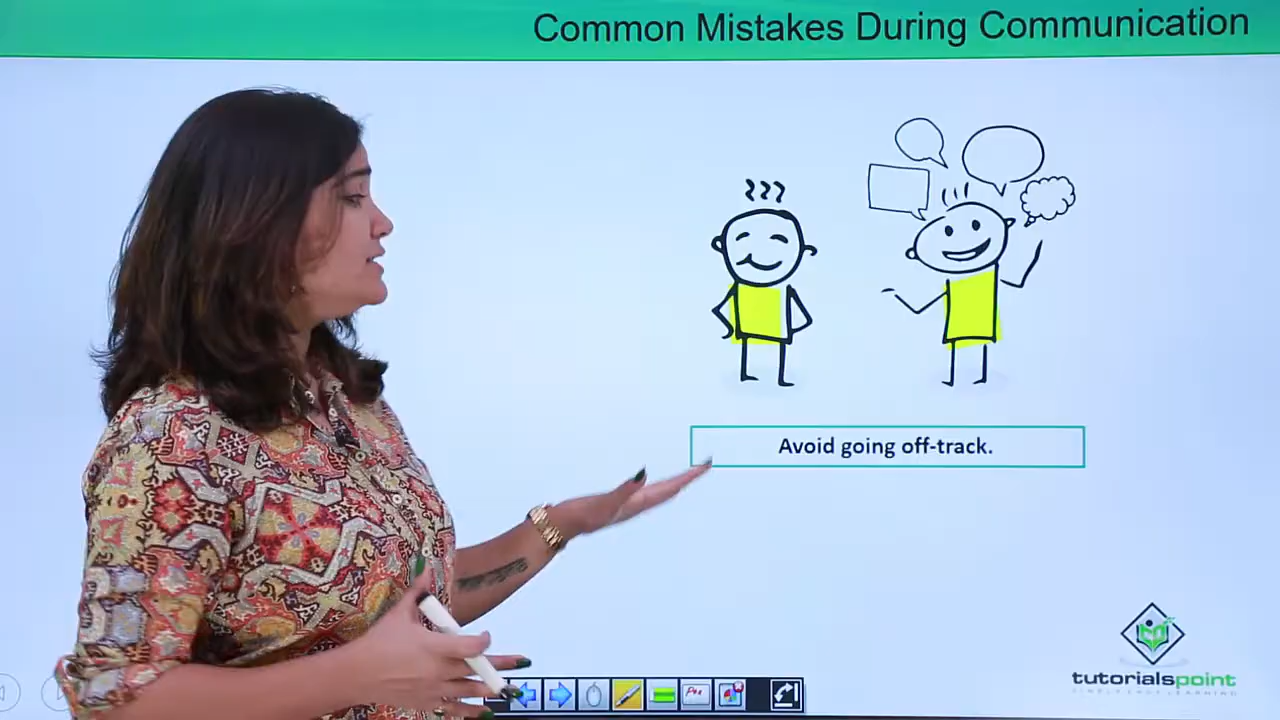 Common Mistakes During Communication
Avoid going off-track.
tutorialspoint
SIMPLY EASY LEARNING